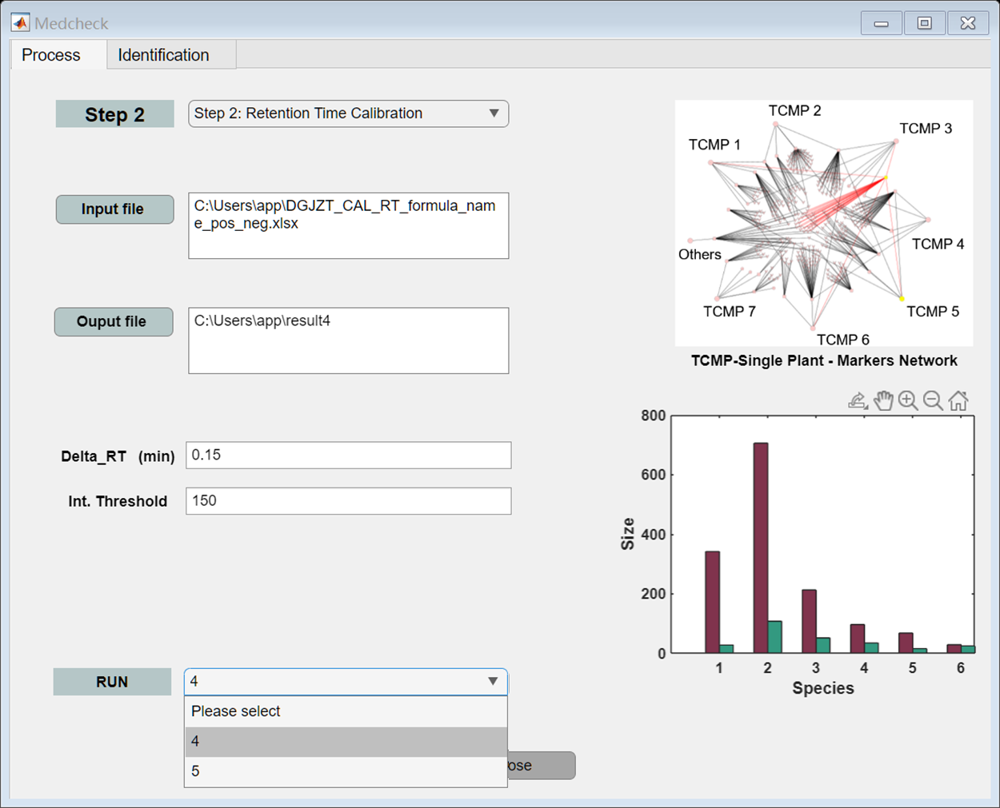 Medcheck
Process
Identification
Step 2
Step 2: Retention Time Calibration
Input file
C:\Users\app\DGJZT_CAL_RT_formula_nam
e_pos_neg.xlsx
Ouput file
C:\Users\app\result4
Delta_RT (min)
0.15
Int. Threshold
150
RUN
4
Please select
4
5
ose
TCMP 2
TCMP 3
TCMP 1
TCMP 4
Others
TCMP 7
TCMP 5
TCMP 6
TCMP-Single Plant - Markers Network
800
600
400
200
0
Size
1 2 3 4 5 6
Species